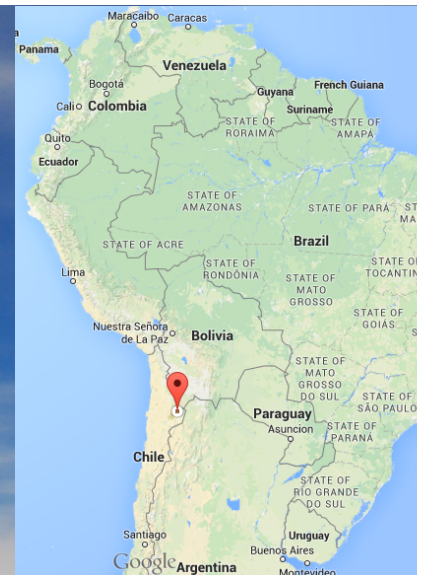 Maracaibo
Caracas
a
Panama
Venezuela
Bogotá
Guyana
French Guiana
Cali
Colombia
Suriname
STATE OF
RORAIMA
STATE OF
AMAPÁ
Quito
Ecuador
STATE OF
AMAZONAS
STATE OF PARÁ
ST
MA
STATE OF ACRE
Brazil
Lima
STATE OF
RONDÔNIA
STATE OF
MATO
GROSSO
STATE O
TOCANTIN
STATE OF
GOIÁS
Nuestra Señora
de La Paz
Bolivia
STATE OF
MATO
GROSSO
DO SUL
STATE OF
SÃO PAULO
Paraguay
Asuncion
STATE OF
PARANÁ
Chile
STATE OF
RIO GRANDE
DO SUL
Santiago
Uruguay
Buenos Aires
Google
Argentina
Montevideo